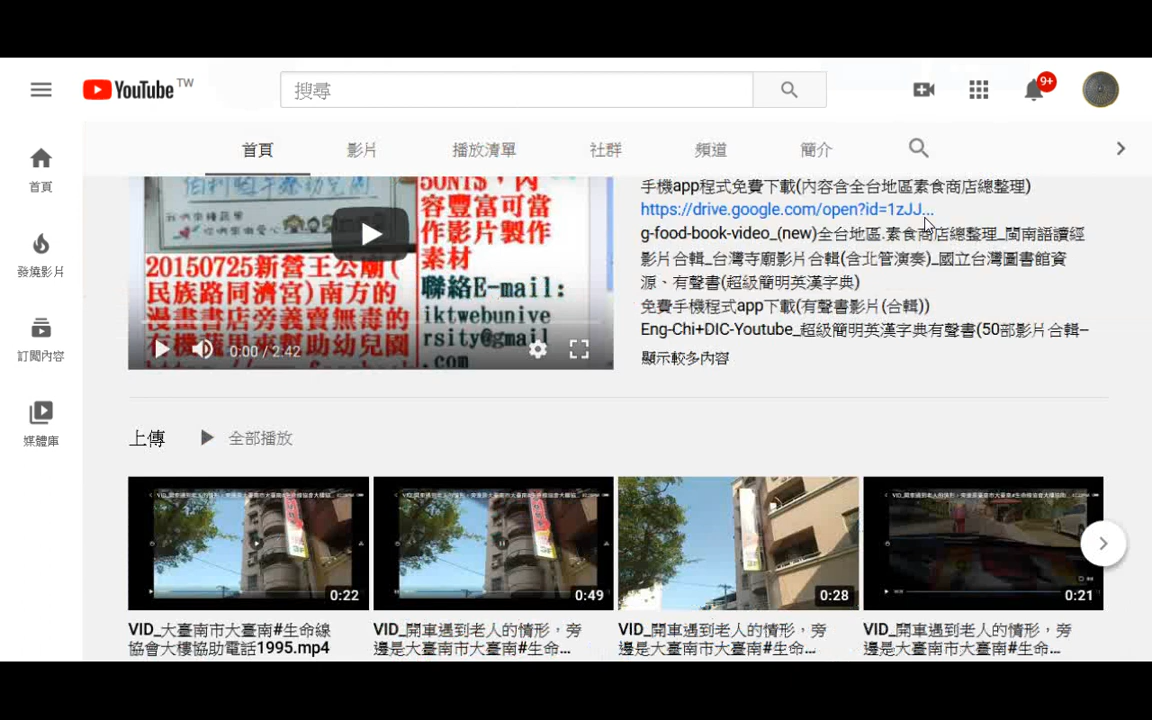 YouTube TW
搜尋
9+
首頁
影片
播放清單
社群
頻道
簡介
首頁
發燒影片
訂閱內容
媒體庫
20150725新營王公廟(
民族路同濟宮)南方的
漫畫書店旁義賣無毒的
有機蔬果來幫助幼兒園
50NT$，內
容豐富可當
作影片製作
素材
聯絡E-mail:
iktwebunive
rsity@gmail
.com
0:00 / 2:42
手機app程式免費下載(內容含全台地區素食商店總整理)
https://drive.google.com/open?id=1zJJ...
g-food-book-video_(new)全台地區.素食商店總整理_閩南語讀經
影片合輯_台灣寺廟影片合輯(含北管演奏)_國立台灣圖書館資
源、有聲書(超級簡明英漢字典)
免費手機程式app下載(有聲書影片(合輯))
Eng-Chi+DIC-Youtube_超級簡明英漢字典有聲書(50部影片合輯–
顯示較多內容
上傳
全部播放
0:22
0:49
0:28
0:21
VID_大臺南市大臺南#生命線
協會大樓協助電話1995.mp4
VID_開車遇到老人的情形，旁
邊是大臺南市大臺南#生命...
VID_開車遇到老人的情形，旁
邊是大臺南市大臺南#生命...
VID_開車遇到老人的情形，旁
邊是大臺南市大臺南#生命...